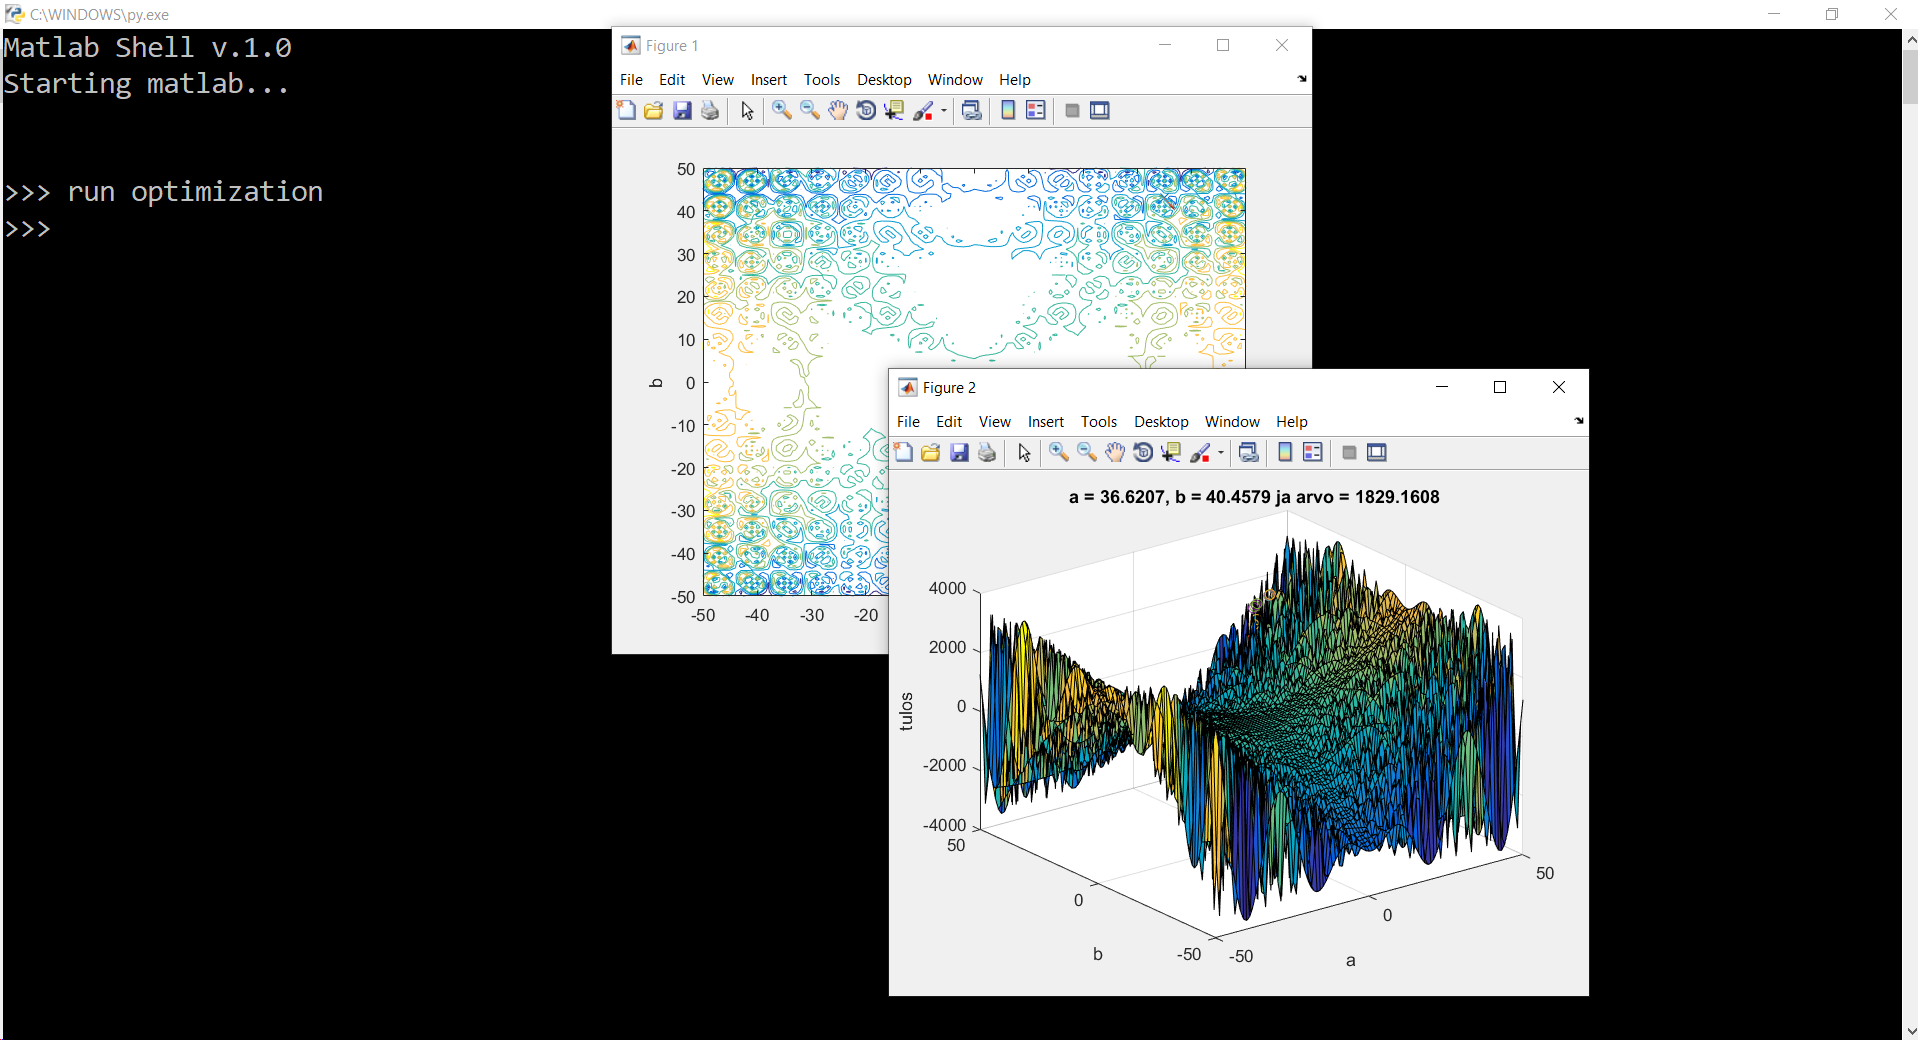 C:\WINDOWS\py.exe
Matlab Shell v.1.0
Starting matlab...
>>> run optimization
>>>
Figure 1
File Edit View Insert Tools Desktop Window Help
50
40
30
20
10
0
-10
-20
-30
-40
-50
b
-50 -40 -30 -20
Figure 2
File Edit View Insert Tools Desktop Window Help
a = 36.6207, b = 40.4579 ja arvo = 1829.1608
4000
2000
0
-2000
-4000
tulos
50
0
-50
b
-50
0
50
a